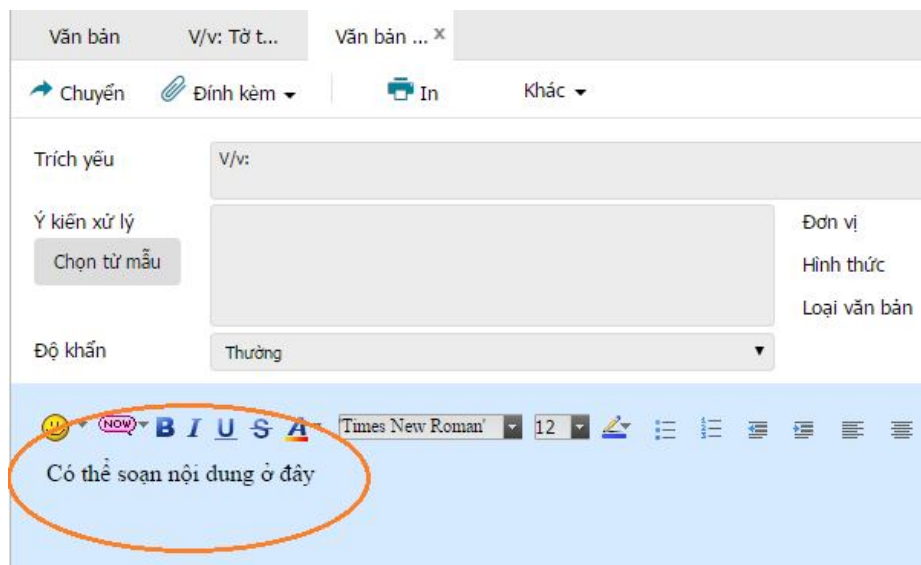 Văn bản V/v: Tờ t... Văn bản ... x
Chuyển Đính kèm In Khác
Trích yếu V/v:
Ý kiến xử lý Đơn vị
Chọn từ mẫu Hình thức
Loại văn bản
Độ khẩn Thường
NOW B I U S A 'Times New Roman' 12
Có thể soạn nội dung ở đây